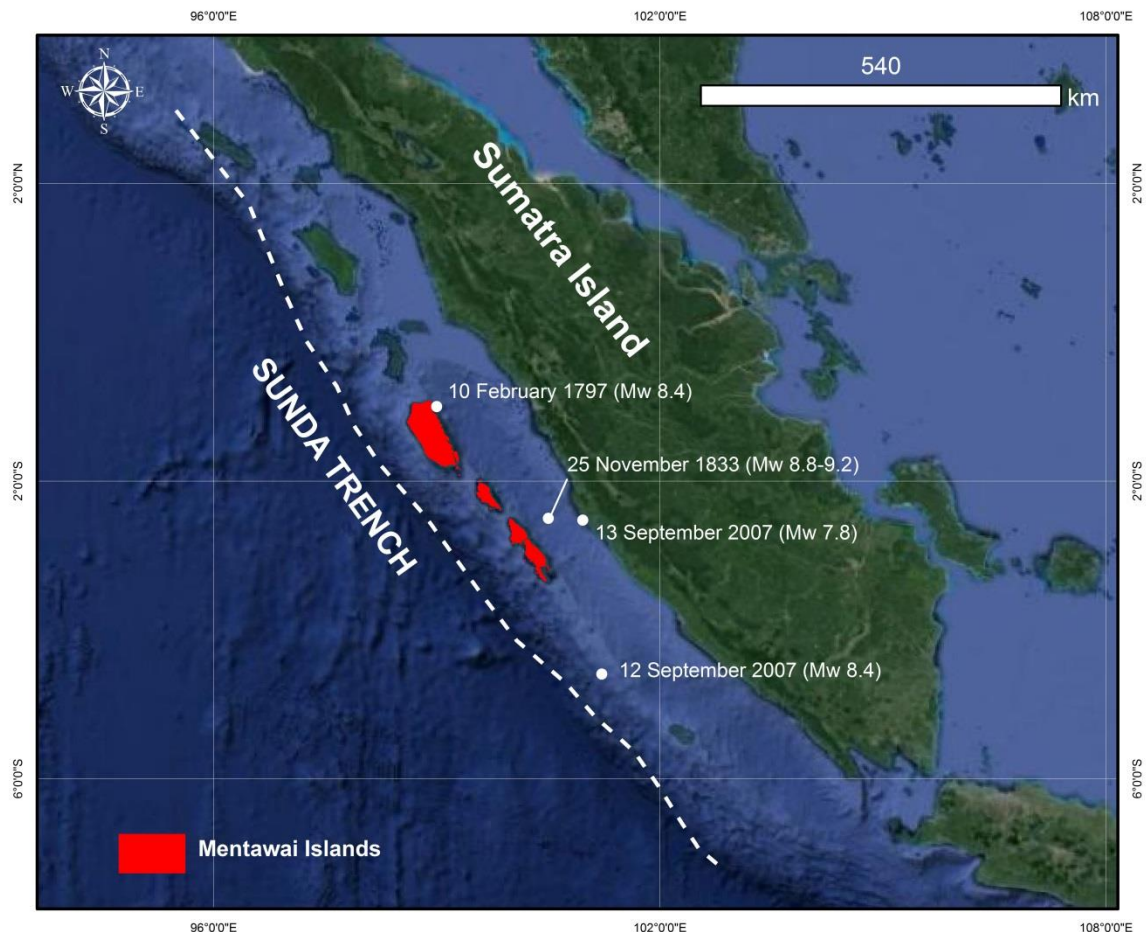 96°0'0"E 102°0'0"E 108°0'0"E
N
W E
S
540
km
2°0'0"N 2°0'0"N
Sumatra Island
SUNDA TRENCH
10 February 1797 (Mw 8.4)
25 November 1833 (Mw 8.8-9.2)
2°0'0"S 2°0'0"S
13 September 2007 (Mw 7.8)
12 September 2007 (Mw 8.4)
6°0'0"S 6°0'0"S
Mentawai Islands
96°0'0"E 102°0'0"E 108°0'0"E